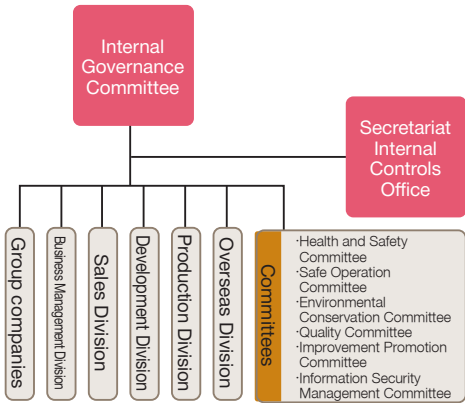 Internal
Governance
Committee
Secretariat
Internal
Controls
Office
Group companies
Business Management Division
Sales Division
Development Division
Production Division
Overseas Division
Committees
·Health and Safety
Committee
·Safe Operation
Committee
·Environmental
Conservation Committee
·Quality Committee
·Improvement Promotion
Committee
·Information Security
Management Committee